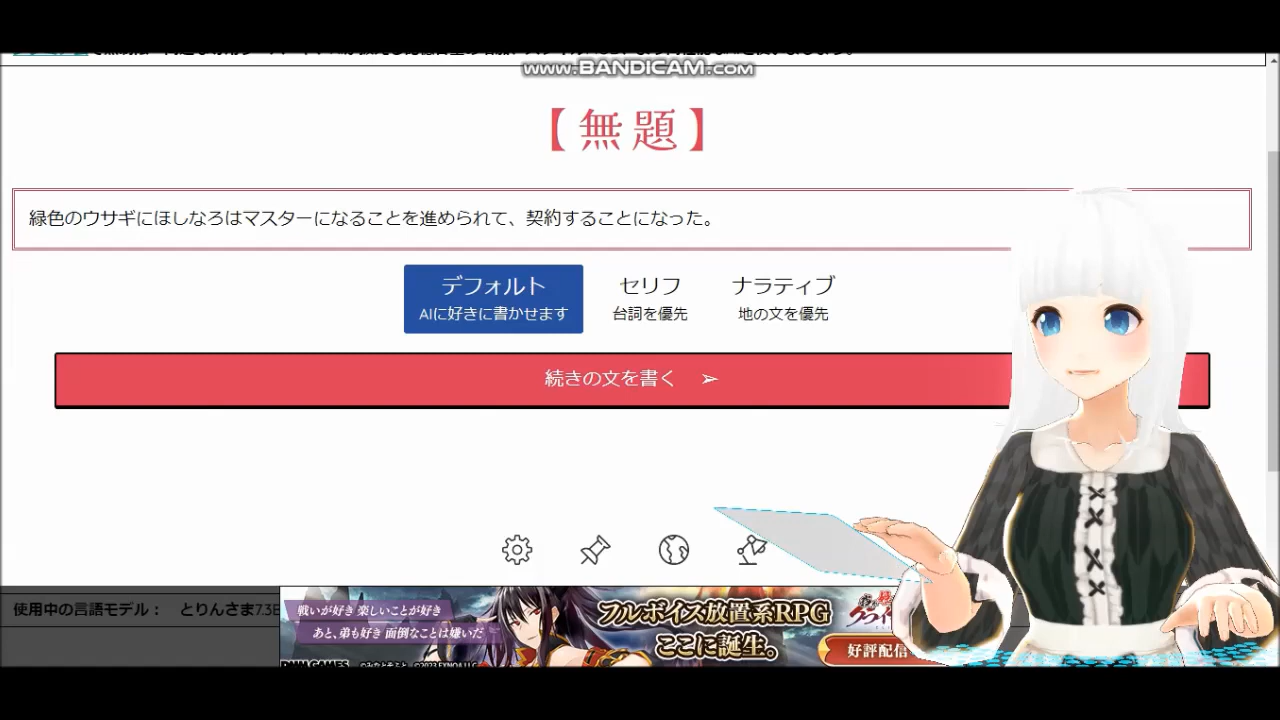 www.BANDICAM.com
【無題】
緑色のウサギにほしなろはマスターになることを進められて、契約することになった。
デフォルト
AIに好きに書かせます
セリフ
台詞を優先
ナラティブ
地の文を優先
続きの文を書く ➢
使用中の言語モデル： とりんさま7.3B
戦いが好き 楽しいことが好き
あと、弟も好き 面倒なことは嫌いだ
フルボイス放置系RPG
ここに誕生。
好評配信
DMM GAMES